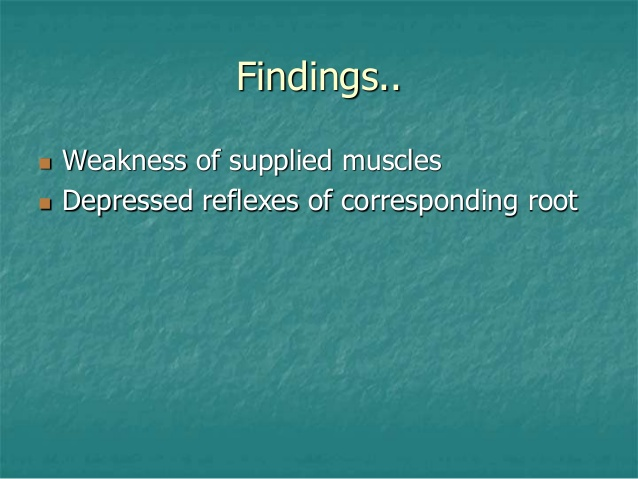 Findings..
Weakness of supplied muscles
Depressed reflexes of corresponding root